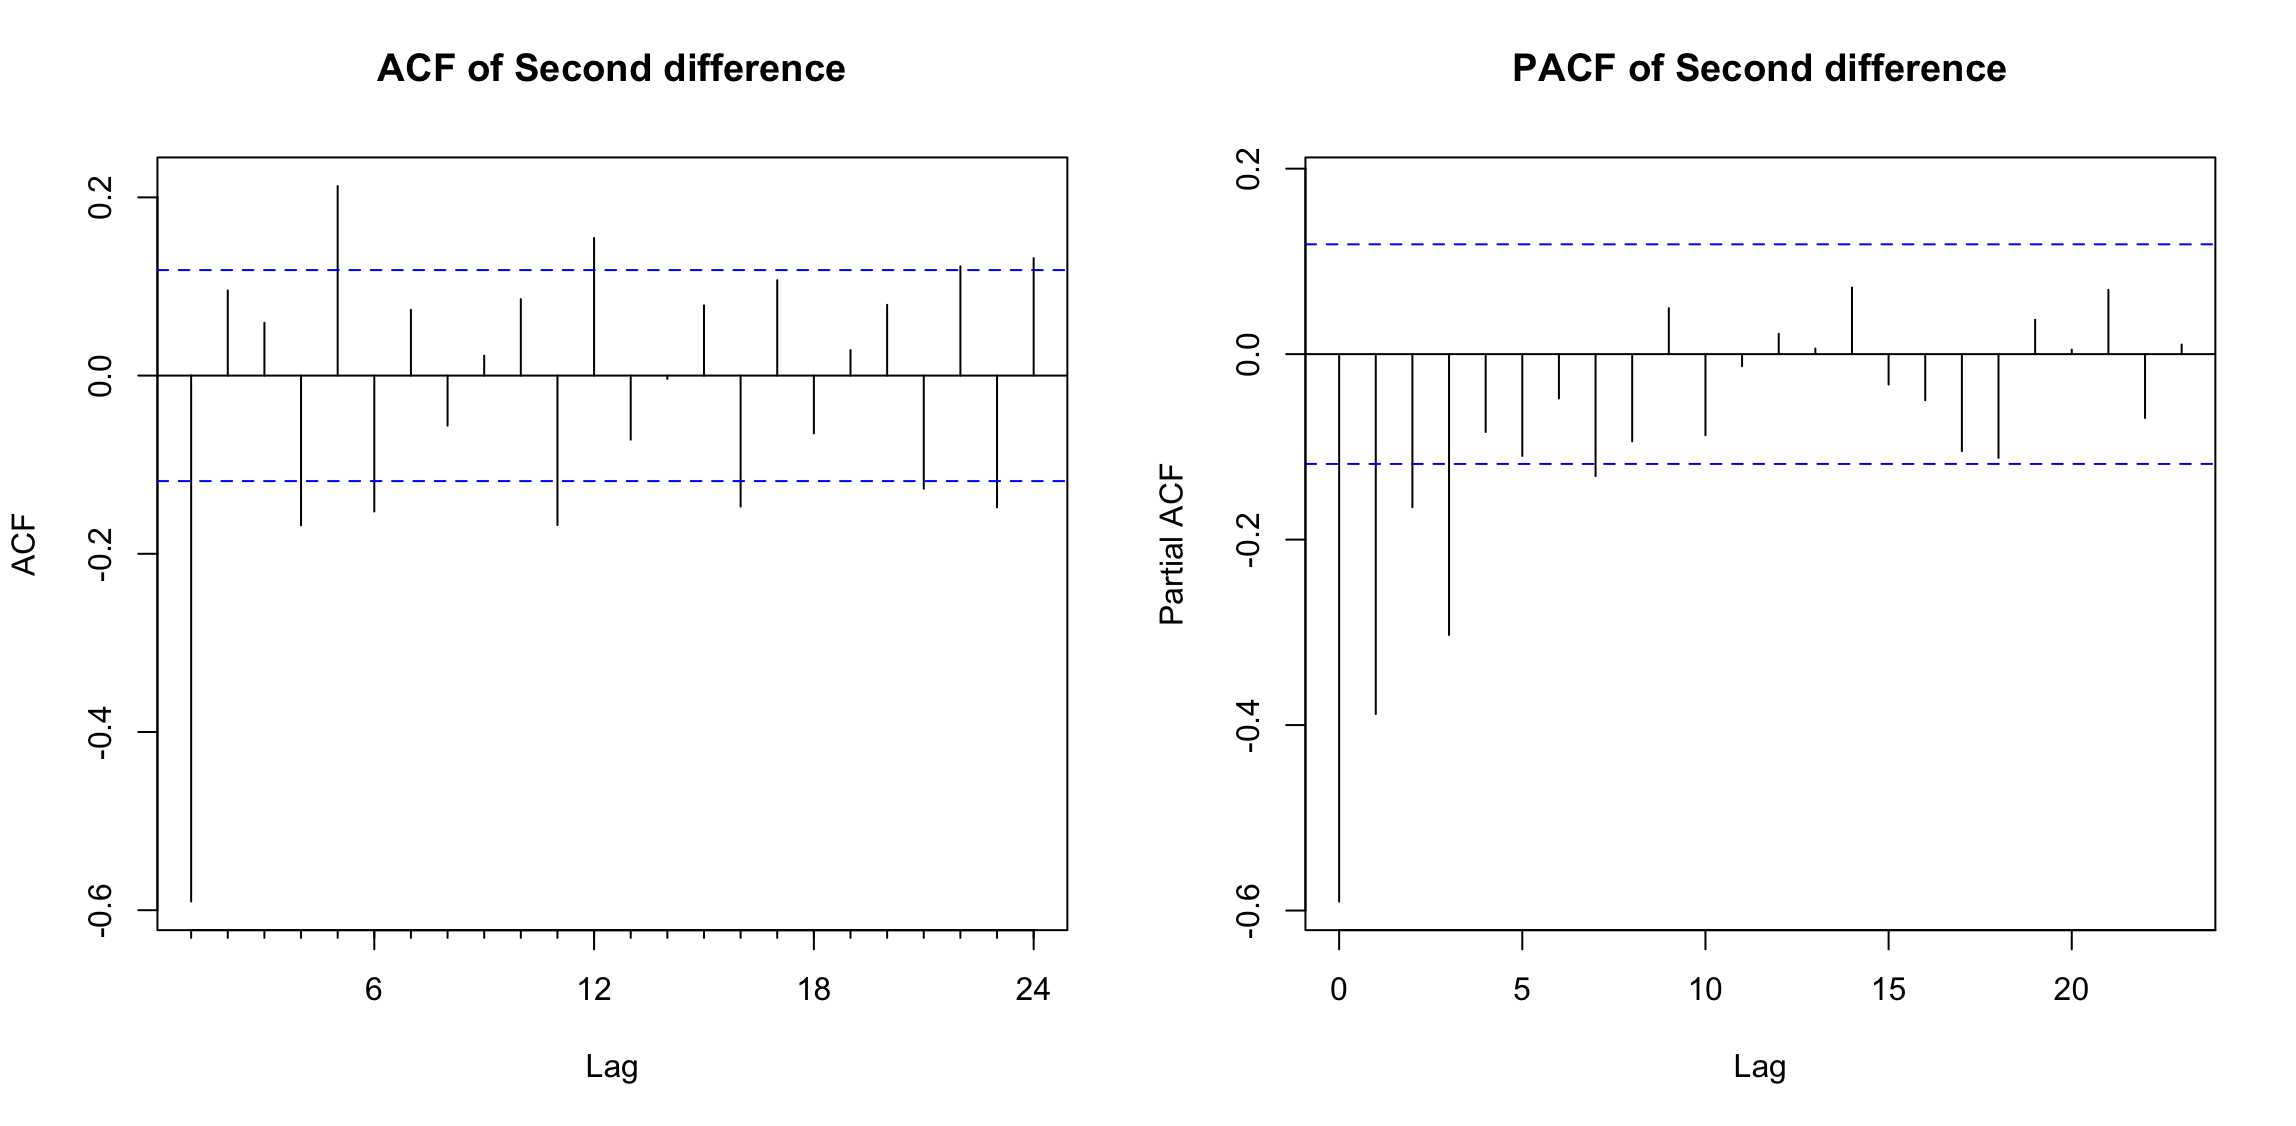 ACF of Second difference
ACF
0.2
0.0
-0.2
-0.4
-0.6
6 12 18 24
Lag
PACF of Second difference
Partial ACF
0.2
0.0
-0.2
-0.4
-0.6
0 5 10 15 20
Lag